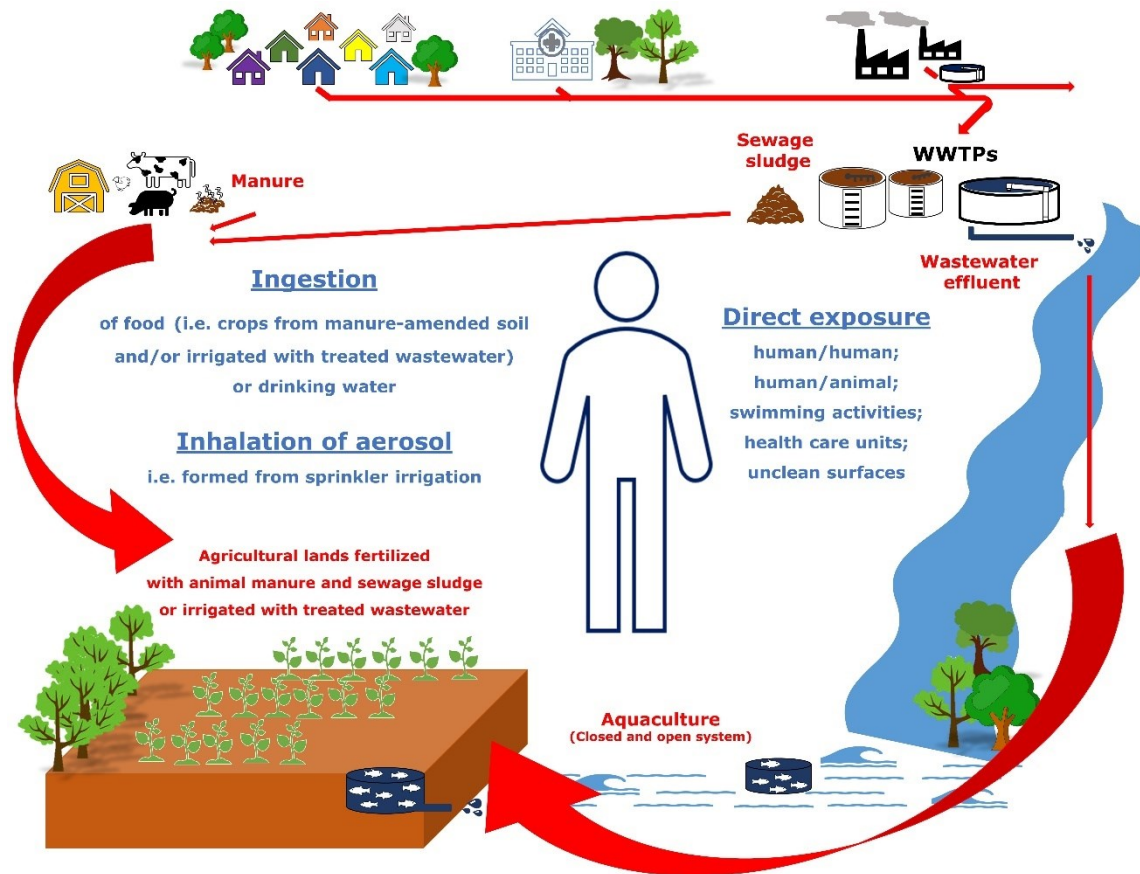 Sewage
sludge
WWTPs
Manure
Wastewater
effluent
Ingestion
of food (i.e. crops from manure-amended soil
and/or irrigated with treated wastewater)
or drinking water
Direct exposure
human/human;
human/animal;
swimming activities;
health care units;
unclean surfaces
Inhalation of aerosol
i.e. formed from sprinkler irrigation
Agricultural lands fertilized
with animal manure and sewage sludge
or irrigated with treated wastewater
Aquaculture
(Closed and open system)